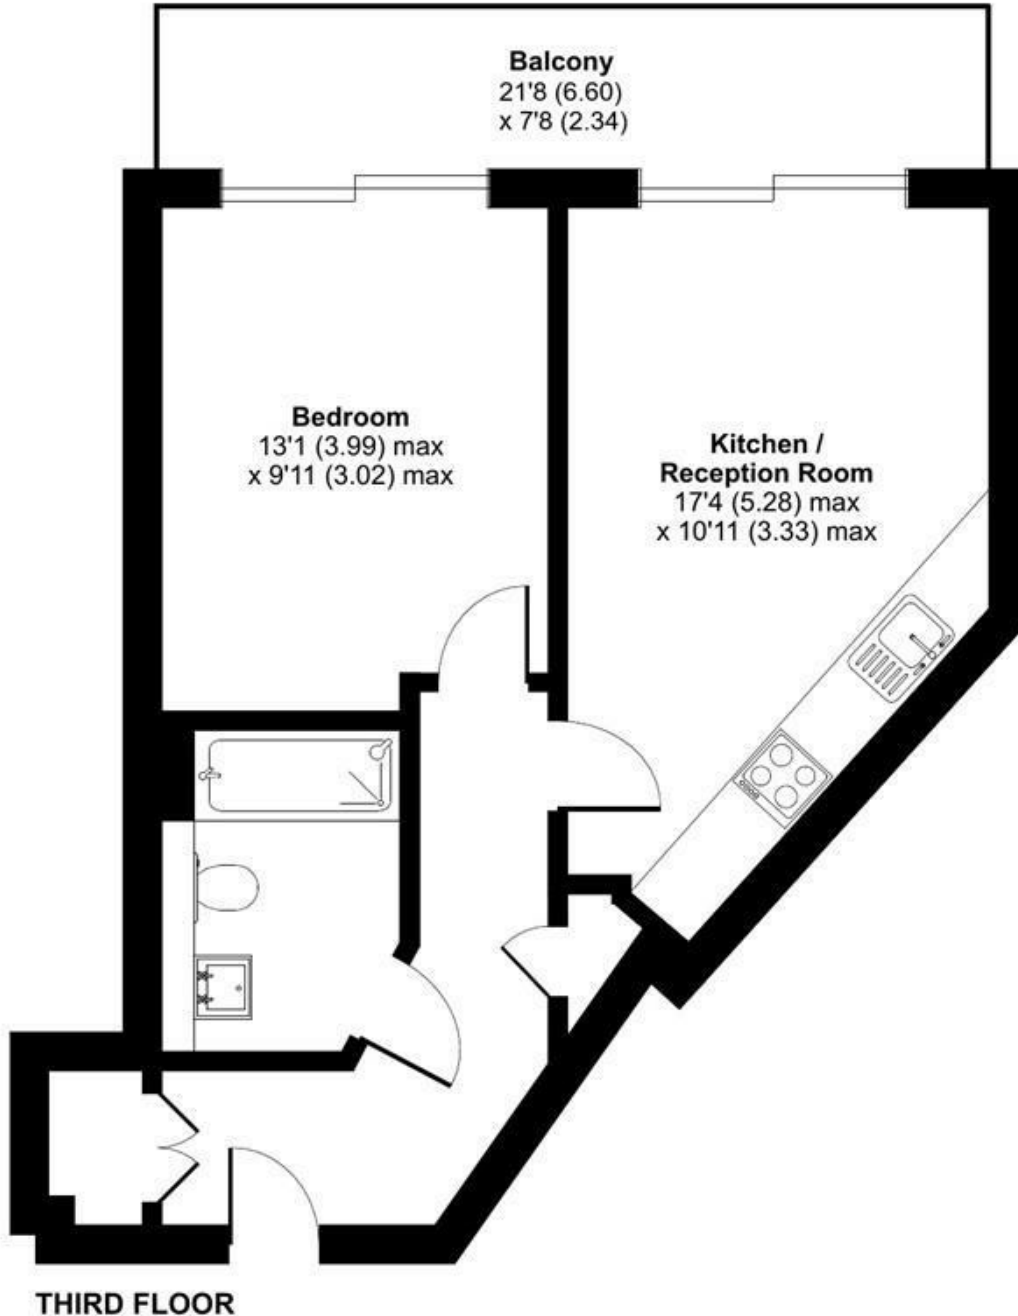 Balcony
21'8 (6.60)
x 7'8 (2.34)
Bedroom
13'1 (3.99) max
x 9'11 (3.02) max
Kitchen /
Reception Room
17'4 (5.28) max
x 10'11 (3.33) max
THIRD FLOOR